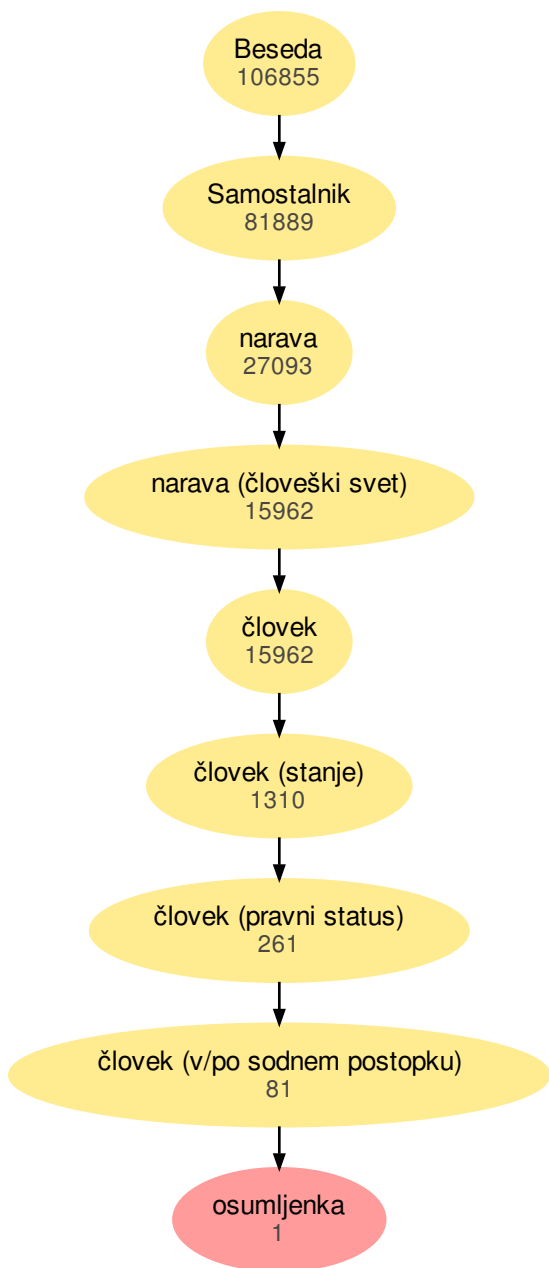 Beseda
106855
Samostalnik
81889
narava
27093
narava (človeški svet)
15962
človek
15962
človek (stanje)
1310
človek (pravni status)
261
človek (v/po sodnem postopku)
81
osumljenka
1